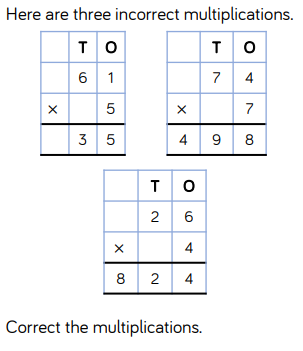 Here are three incorrect multiplications.
T O
6 1
× 5
3 5
T O
7 4
× 7
4 9 8
T O
2 6
× 4
8 2 4
Correct the multiplications.